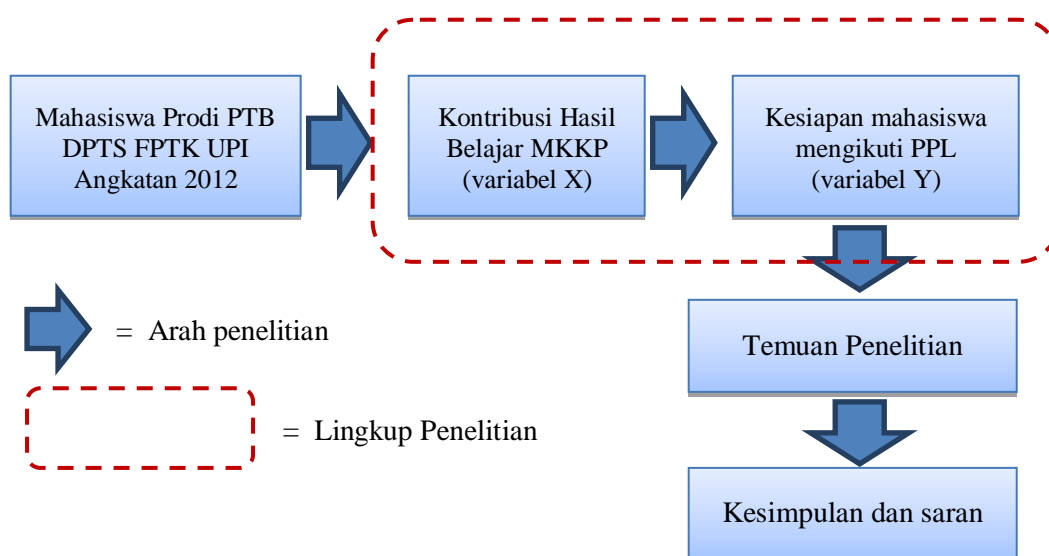 Mahasiswa Prodi PTB
DPTS FPTK UPI
Angkatan 2012
Kontribusi Hasil
Belajar MKKP
(variabel X)
Kesiapan mahasiswa
mengikuti PPL
(variabel Y)
= Arah penelitian
Temuan Penelitian
= Lingkup Penelitian
Kesimpulan dan saran